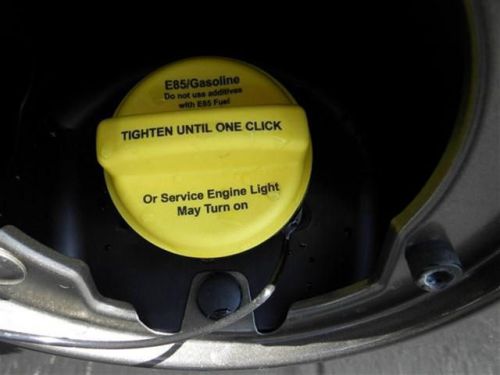 E85/Gasoline
Do not use additives
with E85 Fuel
TIGHTEN UNTIL ONE CLICK
Or Service Engine Light
May Turn on